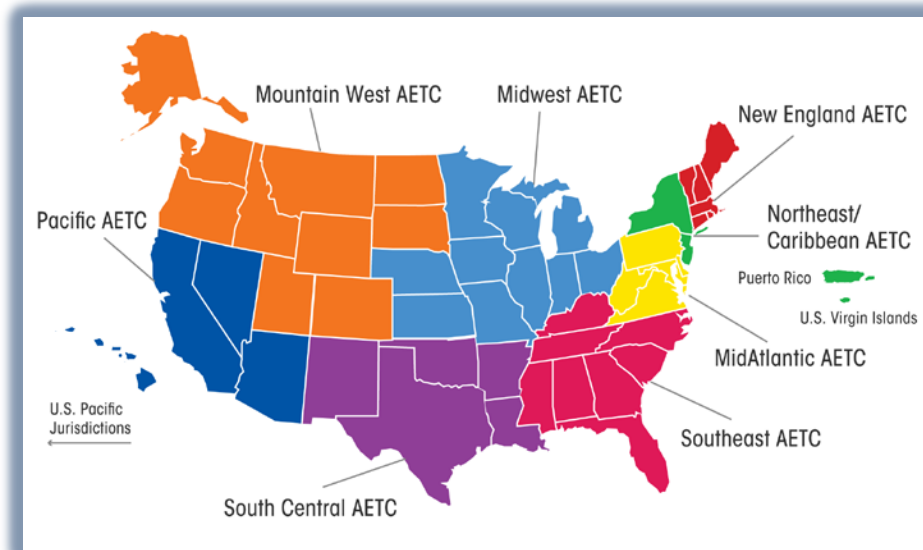 Mountain West AETC
Midwest AETC
New England AETC
Pacific AETC
Northeast/
Caribbean AETC
Puerto Rico
U.S. Virgin Islands
MidAtlantic AETC
U.S. Pacific
Jurisdictions
Southeast AETC
South Central AETC